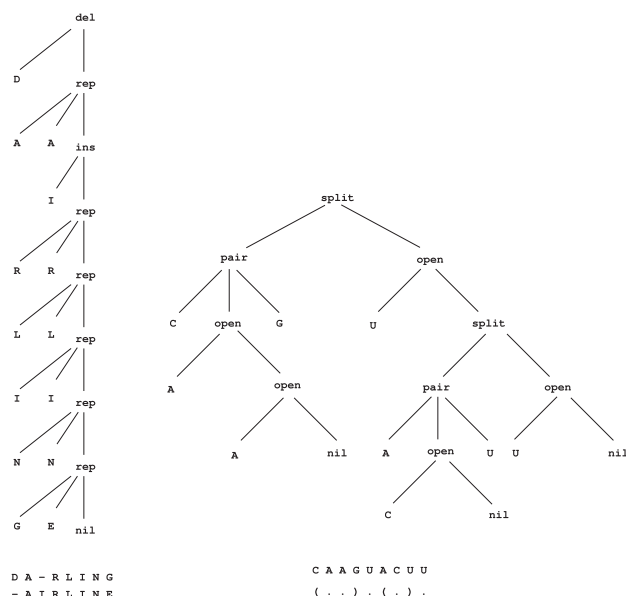 del
D
rep
A A
ins
I
rep
R R
rep
L L
rep
I I
rep
N N
rep
G E nil
D A – R L I N G
– A I R L I N E
split
pair open
C open G U split
A open pair open
A nil A open U U nil
C nil
C A A G U A C U U
( . . ) . ( . ) .